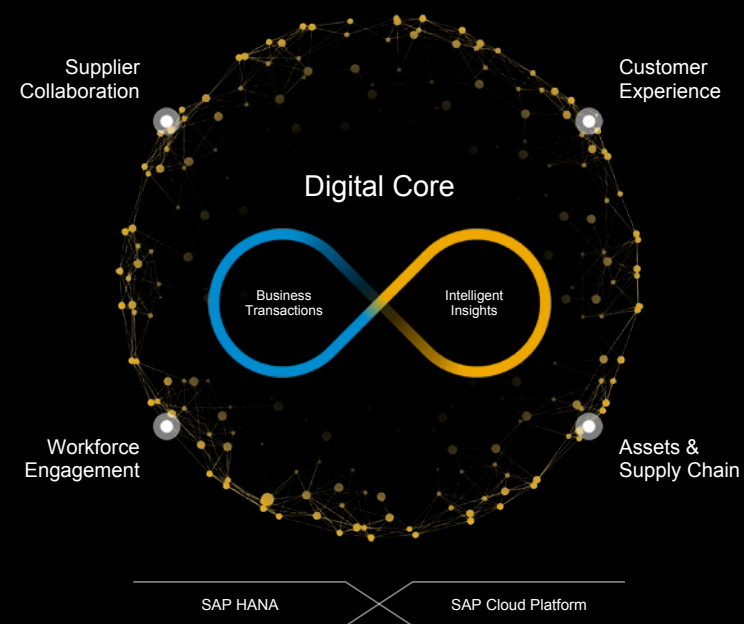 Supplier
Collaboration
Customer
Experience
Digital Core
Business
Transactions
Intelligent
Insights
Workforce
Engagement
Assets &
Supply Chain
SAP HANA
SAP Cloud Platform